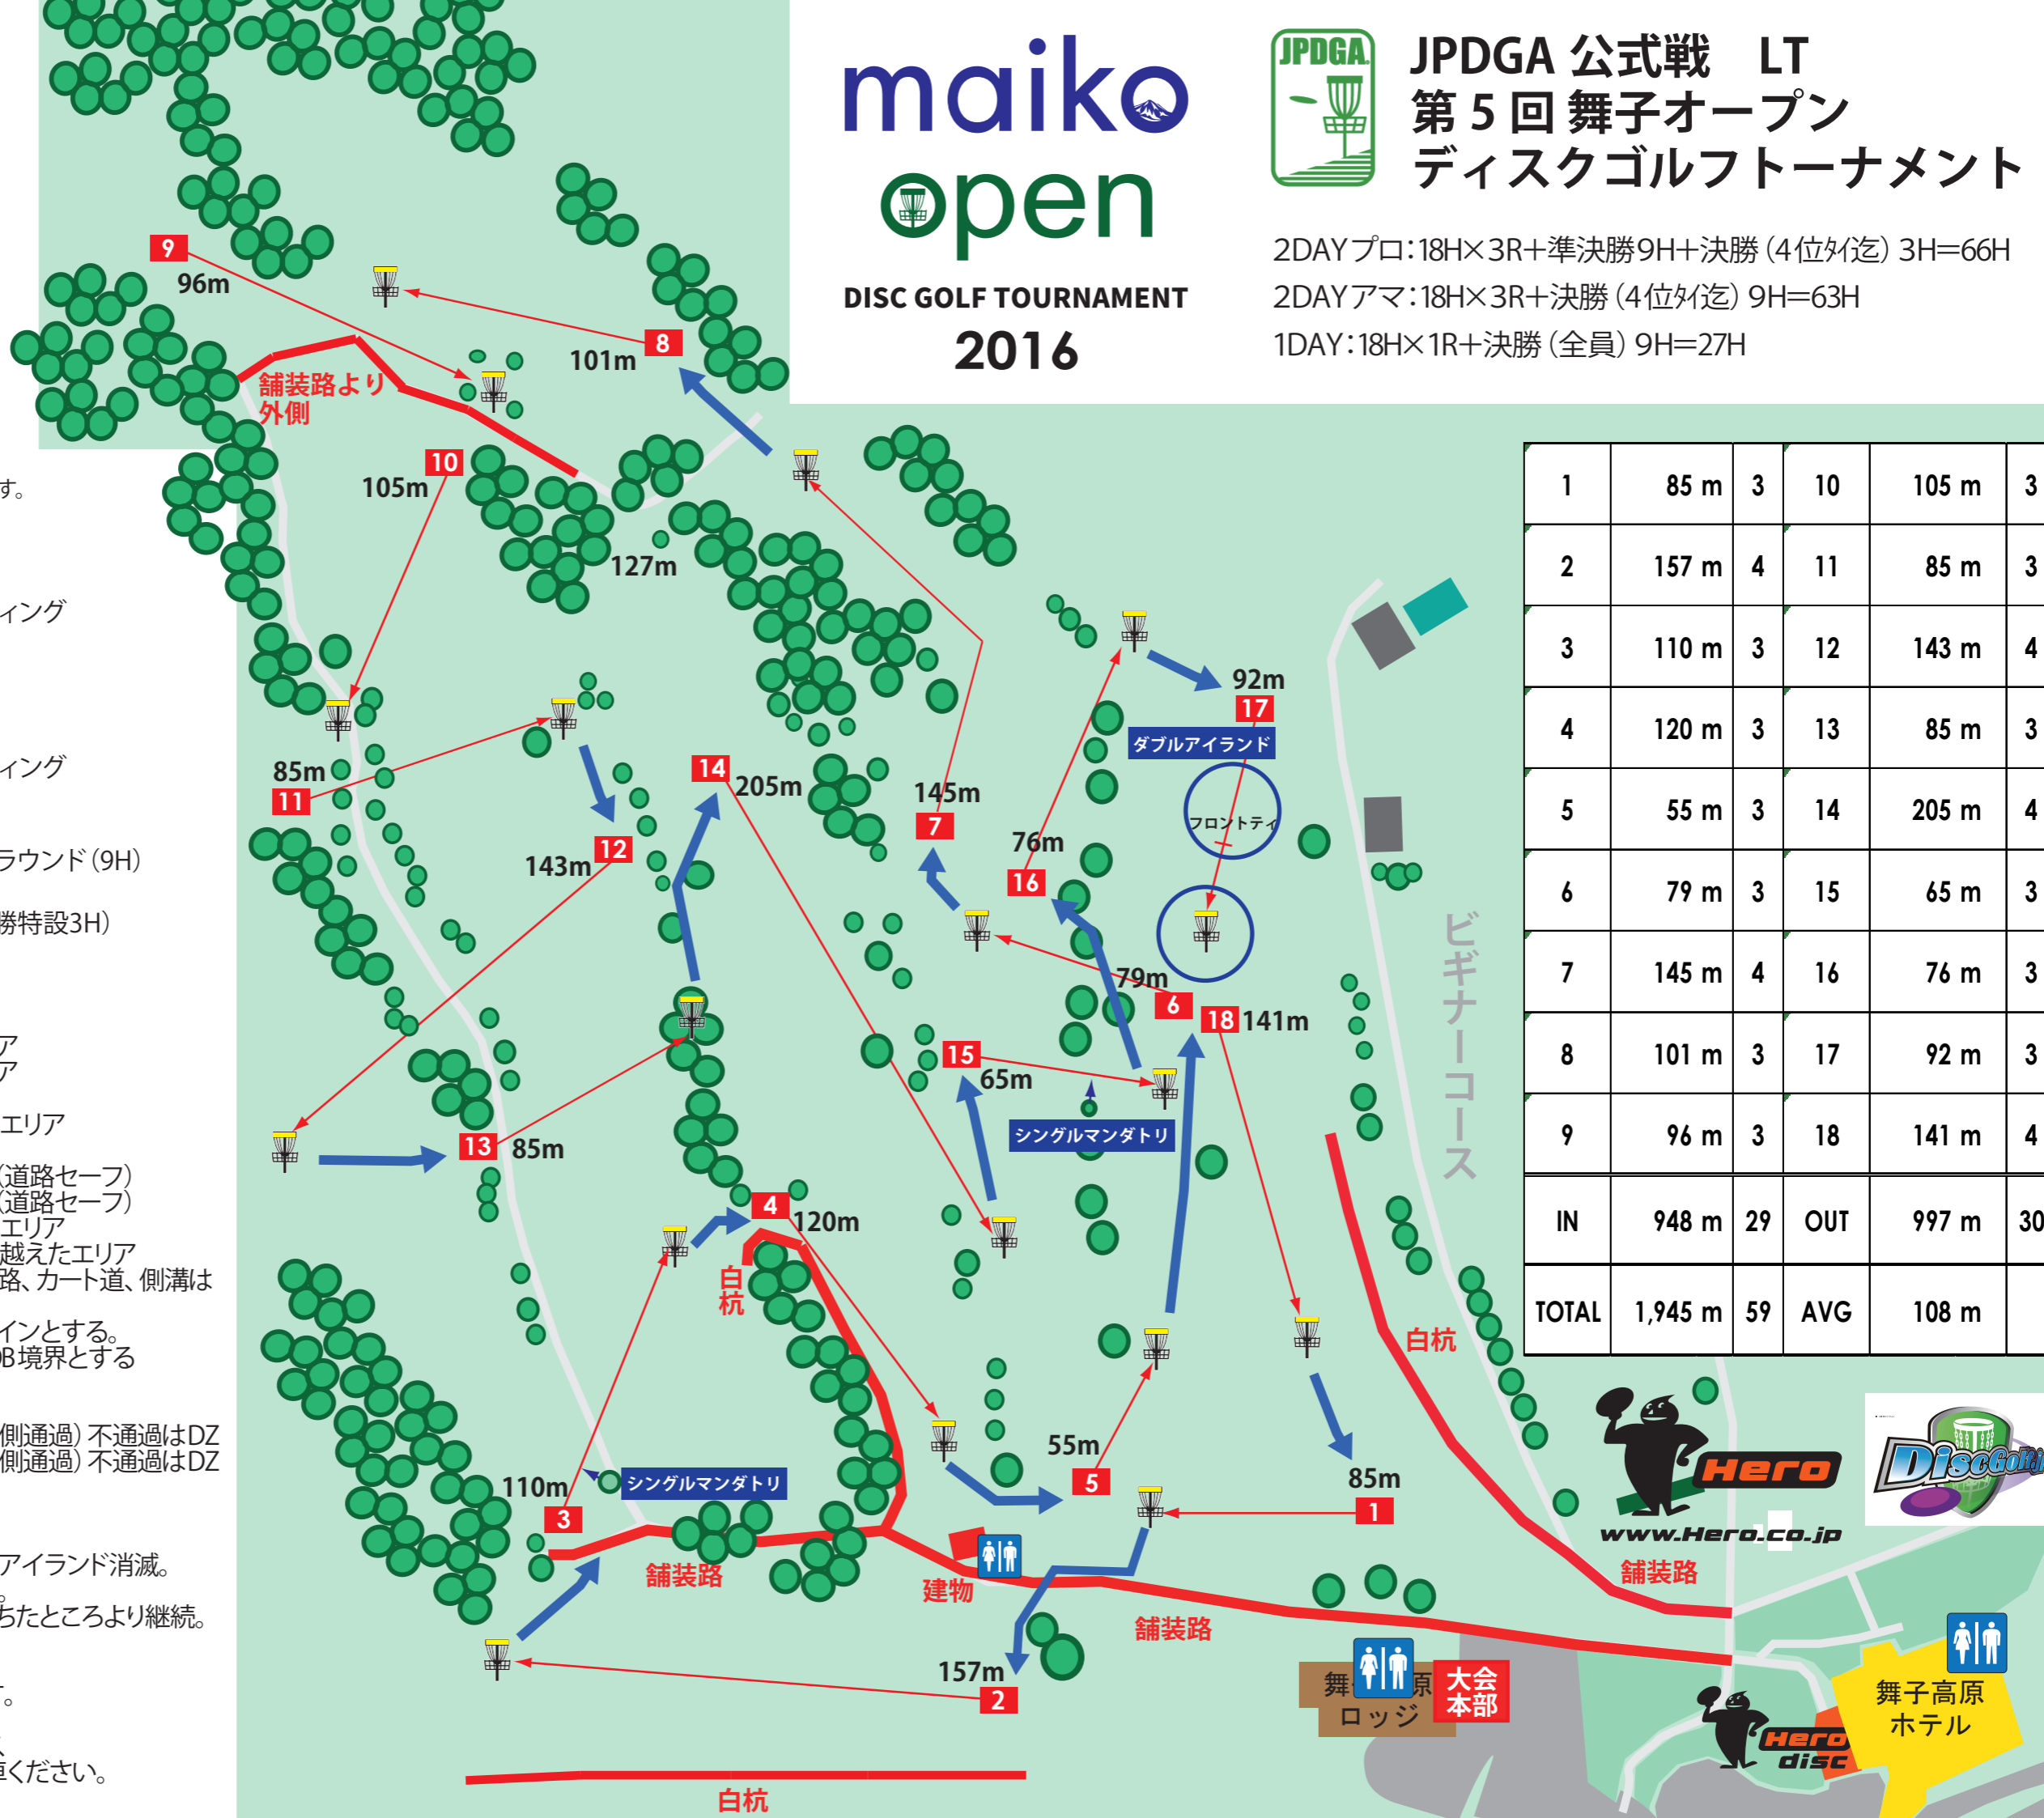 maiko
open
DISC GOLF TOURNAMENT
2016
JPDGA
JPDGA 公式戦　LT
第 5 回 舞子オープン
ディスクゴルフトーナメント
2DAYプロ：18H×3R＋準決勝9H＋決勝（4位タイ迄）3H＝66H
2DAYアマ：18H×3R＋決勝（4位タイ迄）9H＝63H
1DAY：18H×1R＋決勝（全員）9H＝27H
す。
ィング
ィング
ラウンド（9H）
勝特設3H）
ア
ア
エリア
（道路セーフ）
（道路セーフ）
エリア
越えたエリア
路、カート道、側溝は
インとする。
OB境界とする
側通過）不通過はDZ
側通過）不通過はDZ
アイランド消滅。
ちたところより継続。
ください。
9
96m
8
101m
舗装路より
外側
10
105m
127m
92m
17
ダブルアイランド
フロントティ
14
205m
145m
7
76m
16
85m
11
12
143m
79m
6
18
141m
15
65m
シングルマンダトリ
13
85m
4
120m
白杭
白杭
ビギナーコース
110m
3
シングルマンダトリ
55m
5
85m
1
舗装路
建物
舗装路
舗装路
157m
2
白杭
舞 原
ロッジ
大会
本部
舞子高原
ホテル
1 85 m 3 10 105 m 3
2 157 m 4 11 85 m 3
3 110 m 3 12 143 m 4
4 120 m 3 13 85 m 3
5 55 m 3 14 205 m 4
6 79 m 3 15 65 m 3
7 145 m 4 16 76 m 3
8 101 m 3 17 92 m 3
9 96 m 3 18 141 m 4
IN 948 m 29 OUT 997 m 30
TOTAL 1,945 m 59 AVG 108 m
Hero
www.Hero.co.jp
DiscGolf.jp
Hero
disc